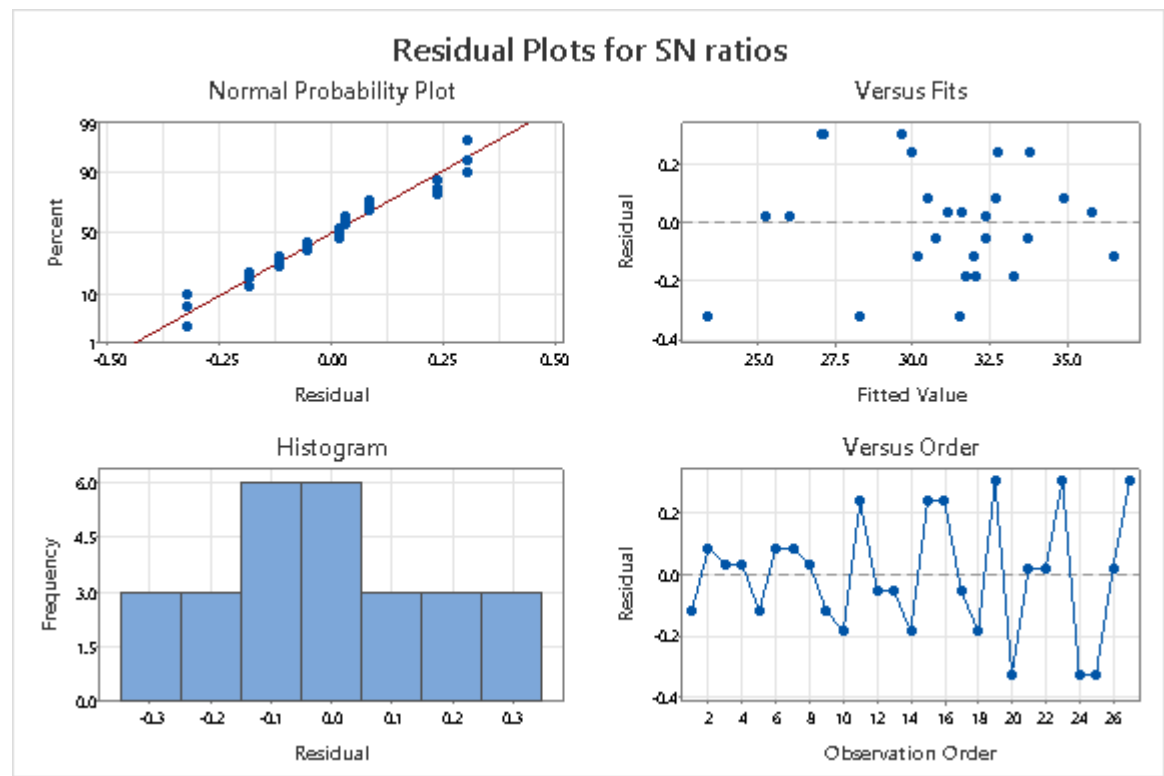 Residual Plots for SN ratios
Normal Probability Plot
99
90
50
10
1
Percent
-0.50 -0.25 0.00 0.25 0.50
Residual
Versus Fits
0.2
0.0
-0.2
-0.4
Residual
25.0 27.5 30.0 32.5 35.0
Fitted Value
Histogram
6.0
4.5
3.0
1.5
0.0
Frequency
-0.3 -0.2 -0.1 0.0 0.1 0.2 0.3
Residual
Versus Order
0.2
0.0
-0.2
-0.4
Residual
2 4 6 8 10 12 14 16 18 20 22 24 26
Observation Order